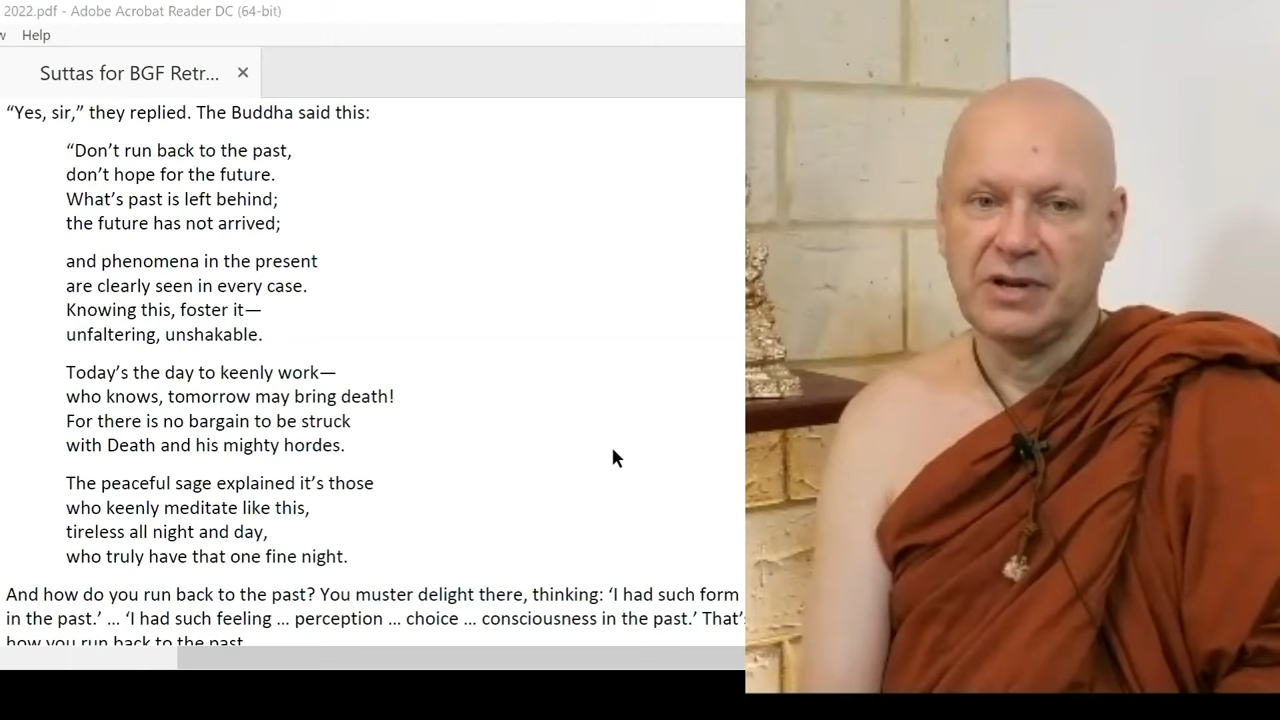 2022.pdf - Adobe Acrobat Reader DC (64-bit)
w Help
Suttas for BGF Retr... ×
“Yes, sir,” they replied. The Buddha said this:
“Don’t run back to the past,
don’t hope for the future.
What’s past is left behind;
the future has not arrived;
and phenomena in the present
are clearly seen in every case.
Knowing this, foster it—
unfaltering, unshakable.
Today’s the day to keenly work—
who knows, tomorrow may bring death!
For there is no bargain to be struck
with Death and his mighty hordes.
The peaceful sage explained it’s those
who keenly meditate like this,
tireless all night and day,
who truly have that one fine night.
And how do you run back to the past? You muster delight there, thinking: ‘I had such form
in the past.’ ... ‘I had such feeling ... perception ... choice ... consciousness in the past.’ That’s
how you run back to the past